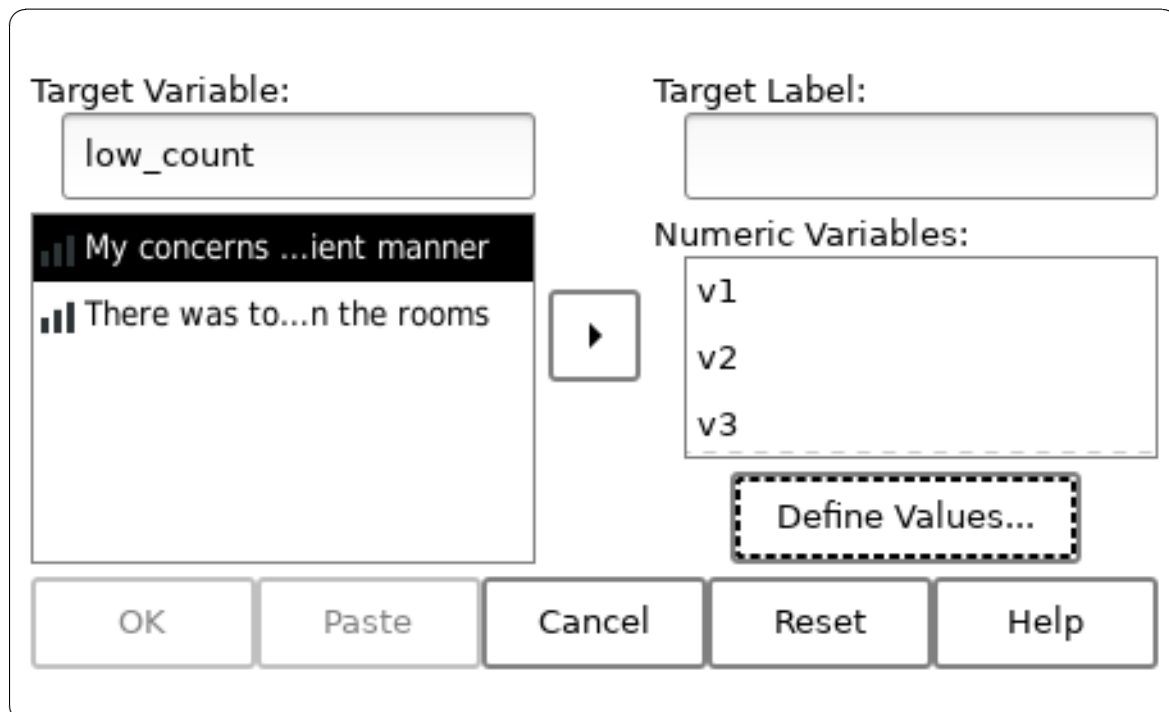 Target Variable:
low_count
My concerns ...ient manner
There was to...n the rooms
Target Label:
Numeric Variables:
v1
v2
v3
Define Values...
OK
Paste
Cancel
Reset
Help